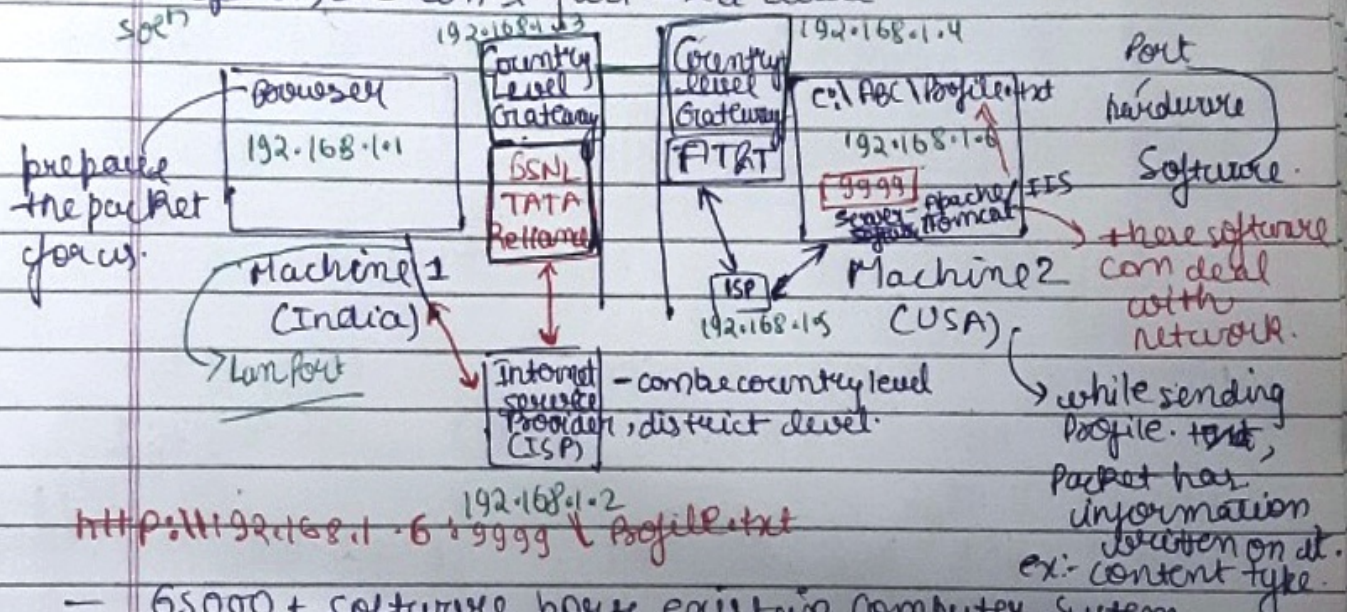 soln
192.168.1.3
192.168.1.4
Country
Level
Gateway
Country
level
Gateway
Port
hardware
Software.
Browser
192.168.1.1
c:\ABC\Profile.txt
192.168.1.6
BSNL
TATA
Reliance
AT&T
9999
Server- Apache/IIS
Tomcat
prepare
the packet
for us.
Machine 1
(India)
Lan Port
ISP
192.168.1.5
Machine 2
(USA)
these software
can deal
with
network.
Internet
service
Provider
(ISP)
- can be country level
, district level.
192.168.1.2
while sending
Profile.txt,
Packet has
information
written on it.
ex:- content type.
http:\\192.168.1.6:9999\Profile.txt
- 65000+ software